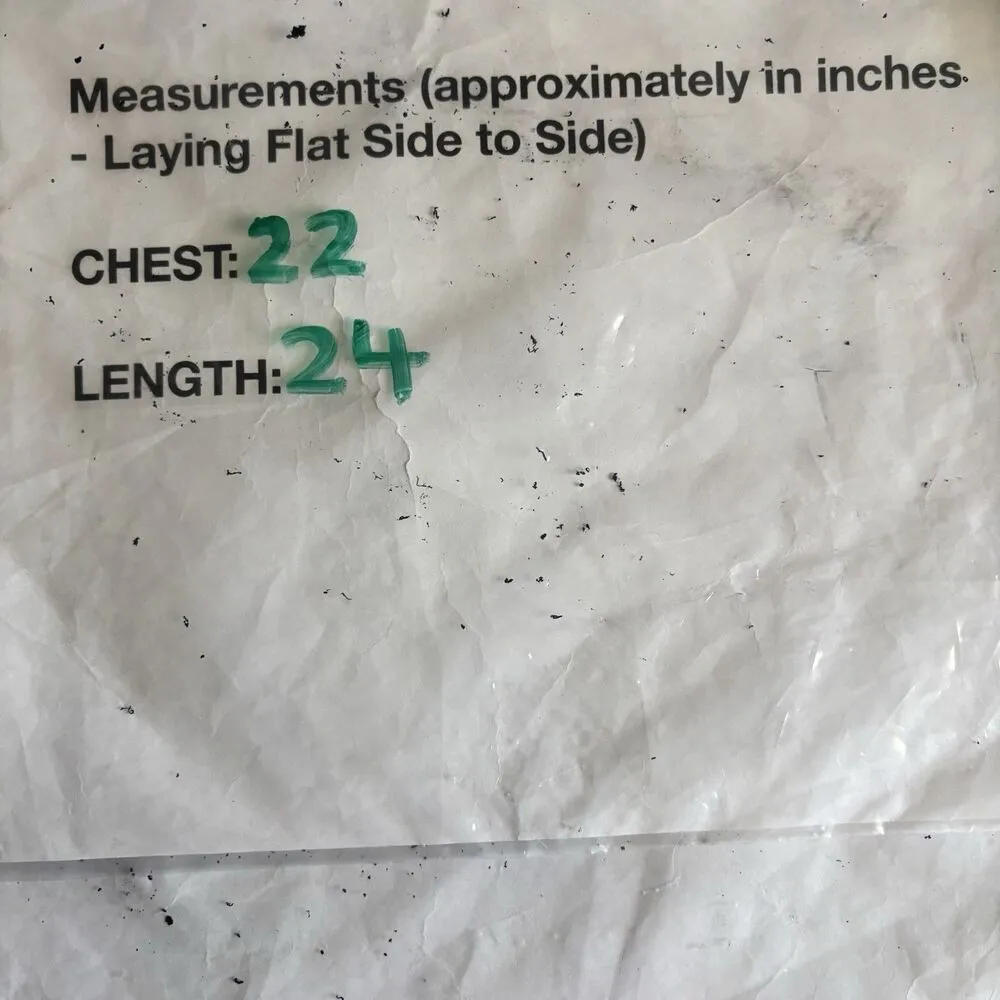 Measurements (approximately in inches.
- Laying Flat Side to Side)
CHEST: 22
LENGTH: 24